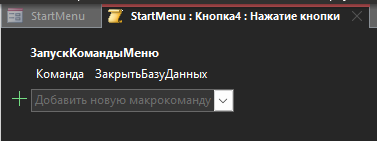 StartMenu
StartMenu : Кнопка4 : Нажатие кнопки
ЗапускКомандыМеню
Команда ЗакрытьБазуДанных
Добавить новую макрокоманду